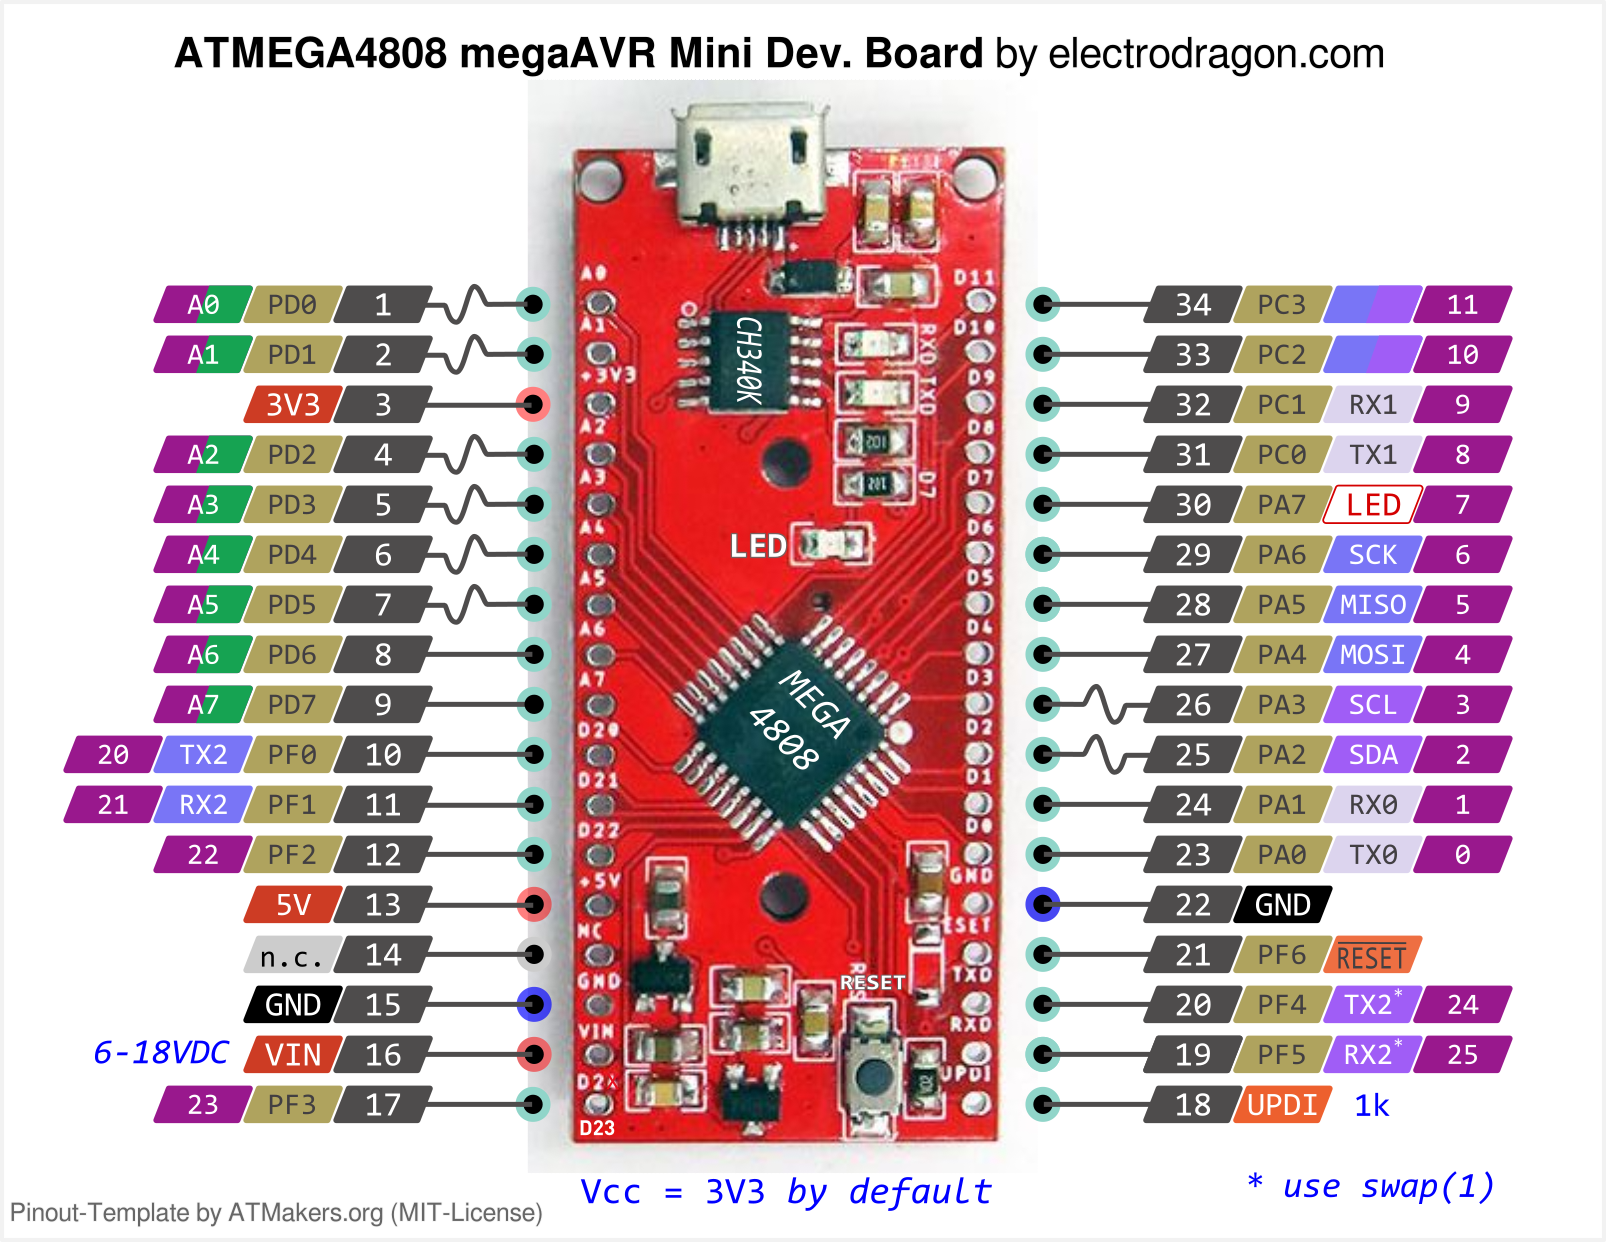 ATMEGA4808 megaAVR Mini Dev. Board by electrodragon.com
A0 PD0 1
A1 PD1 2
3V3 3
A2 PD2 4
A3 PD3 5
A4 PD4 6
A5 PD5 7
A6 PD6 8
A7 PD7 9
20 TX2 PF0 10
21 RX2 PF1 11
22 PF2 12
5V 13
n.c. 14
GND 15
6-18VDC VIN 16
23 PF3 17
A0
A1
+3V3
A2
A3
A4
A5
A6
A7
D20
D21
D22
+5V
NC
GND
VIN
D23
CH340K
RXD
TXD
102
102
D7
LED
MEGA
4808
RESET
D11
D10
D9
D8
D7
D6
D5
D4
D3
D2
D1
D0
GND
ESET
TXD
RXD
UPDI
34 PC3 11
33 PC2 10
32 PC1 RX1 9
31 PC0 TX1 8
30 PA7 LED 7
29 PA6 SCK 6
28 PA5 MISO 5
27 PA4 MOSI 4
26 PA3 SCL 3
25 PA2 SDA 2
24 PA1 RX0 1
23 PA0 TX0 0
22 GND
21 PF6 RESET
20 PF4 TX2* 24
19 PF5 RX2* 25
18 UPDI 1k
Vcc = 3V3 by default
* use swap(1)
Pinout-Template by ATMakers.org (MIT-License)